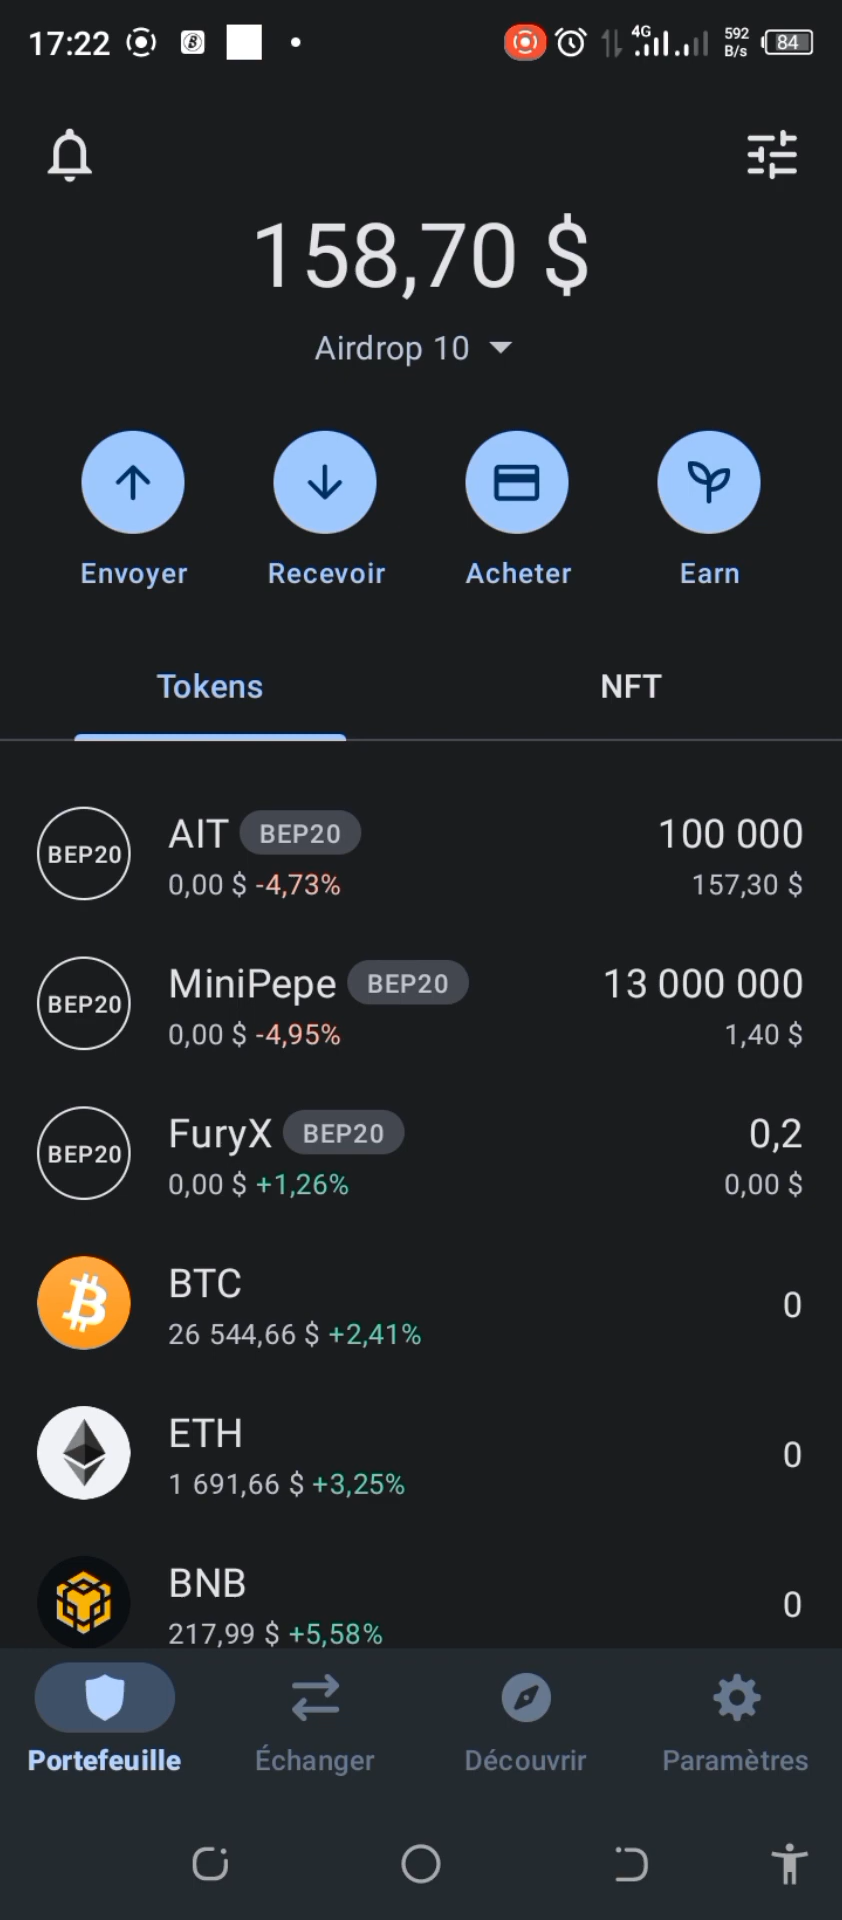 17:22 4G 592 B/s 84
158,70 $
Airdrop 10
Envoyer Recevoir Acheter Earn
Tokens NFT
BEP20 AIT BEP20 100 000
0,00 $ -4,73% 157,30 $
BEP20 MiniPepe BEP20 13 000 000
0,00 $ -4,95% 1,40 $
BEP20 FuryX BEP20 0,2
0,00 $ +1,26% 0,00 $
BTC 0
26 544,66 $ +2,41%
ETH 0
1 691,66 $ +3,25%
BNB 0
217,99 $ +5,58%
Portefeuille Échanger Découvrir Paramètres